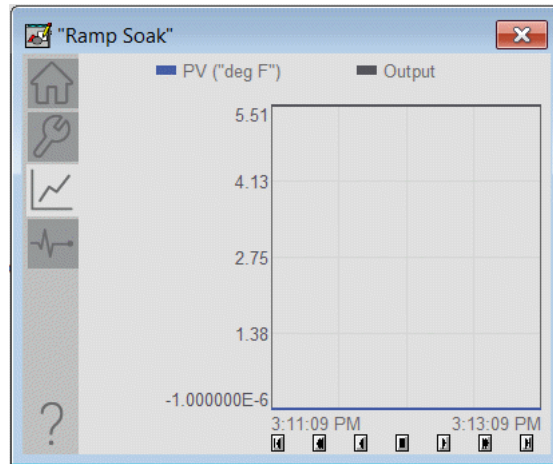 "Ramp Soak"
PV ("deg F") Output
5.51
4.13
2.75
1.38
-1.000000E-6
3:11:09 PM 3:13:09 PM
?